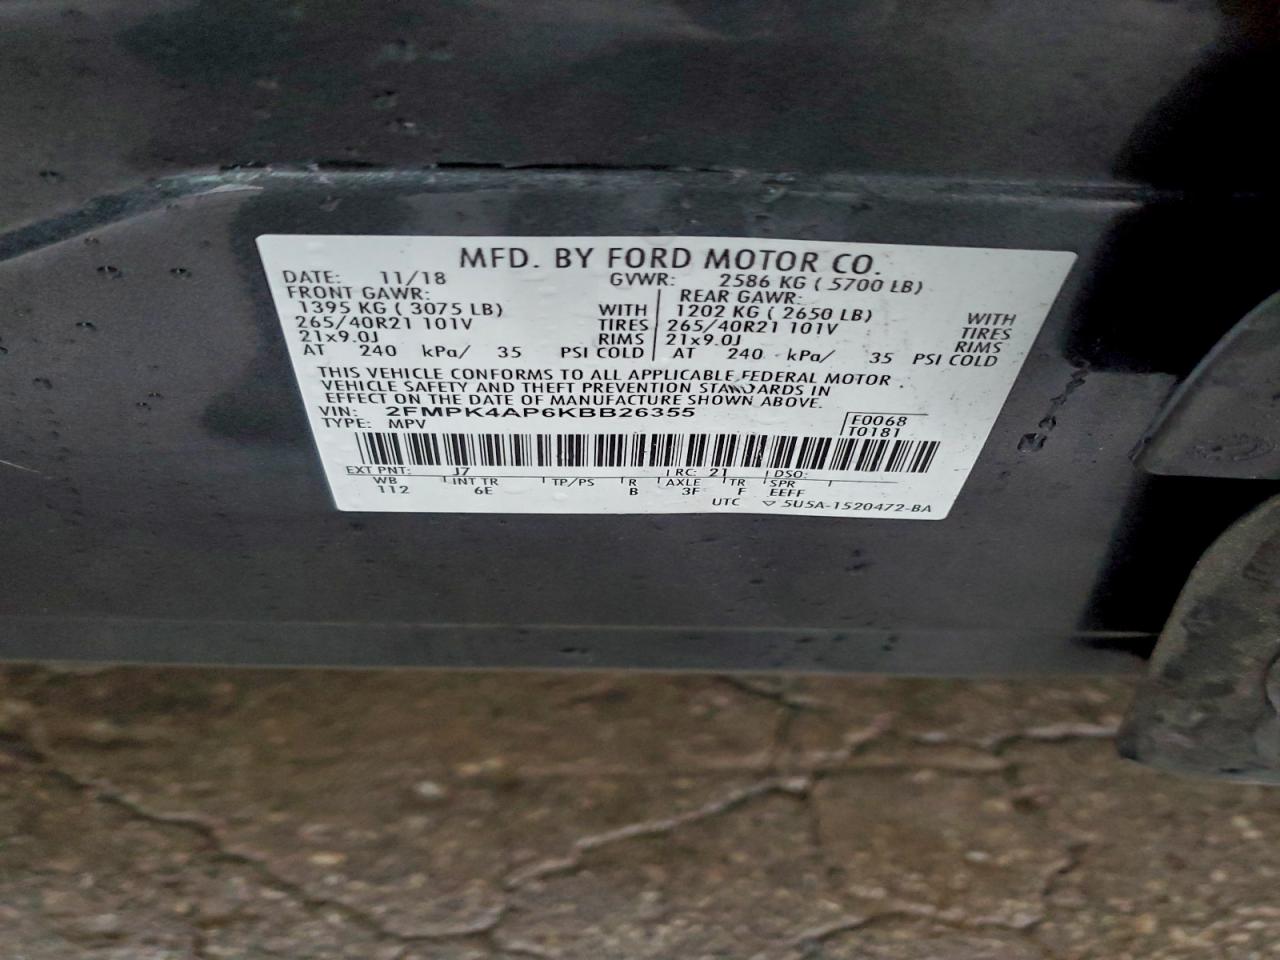 MFD. BY FORD MOTOR CO.
DATE: 11/18 GVWR: 2586 KG ( 5700 LB)
FRONT GAWR: REAR GAWR:
1395 KG ( 3075 LB) WITH 1202 KG ( 2650 LB) WITH
265/40R21 101V TIRES 265/40R21 101V TIRES
21x9.0J RIMS 21x9.0J RIMS
AT 240 kPa/ 35 PSI COLD AT 240 kPa/ 35 PSI COLD
THIS VEHICLE CONFORMS TO ALL APPLICABLE FEDERAL MOTOR
VEHICLE SAFETY AND THEFT PREVENTION STANDARDS IN
EFFECT ON THE DATE OF MANUFACTURE SHOWN ABOVE.
VIN: 2FMPK4AP6KBB26355 F0068
TYPE: MPV T0181
EXT PNT: J7 RC: 21 DSO:
WB INT TR TP/PS R AXLE TR SPR
112 6E B 3F F EEFF
UTC ▽ 5U5A-1520472-BA